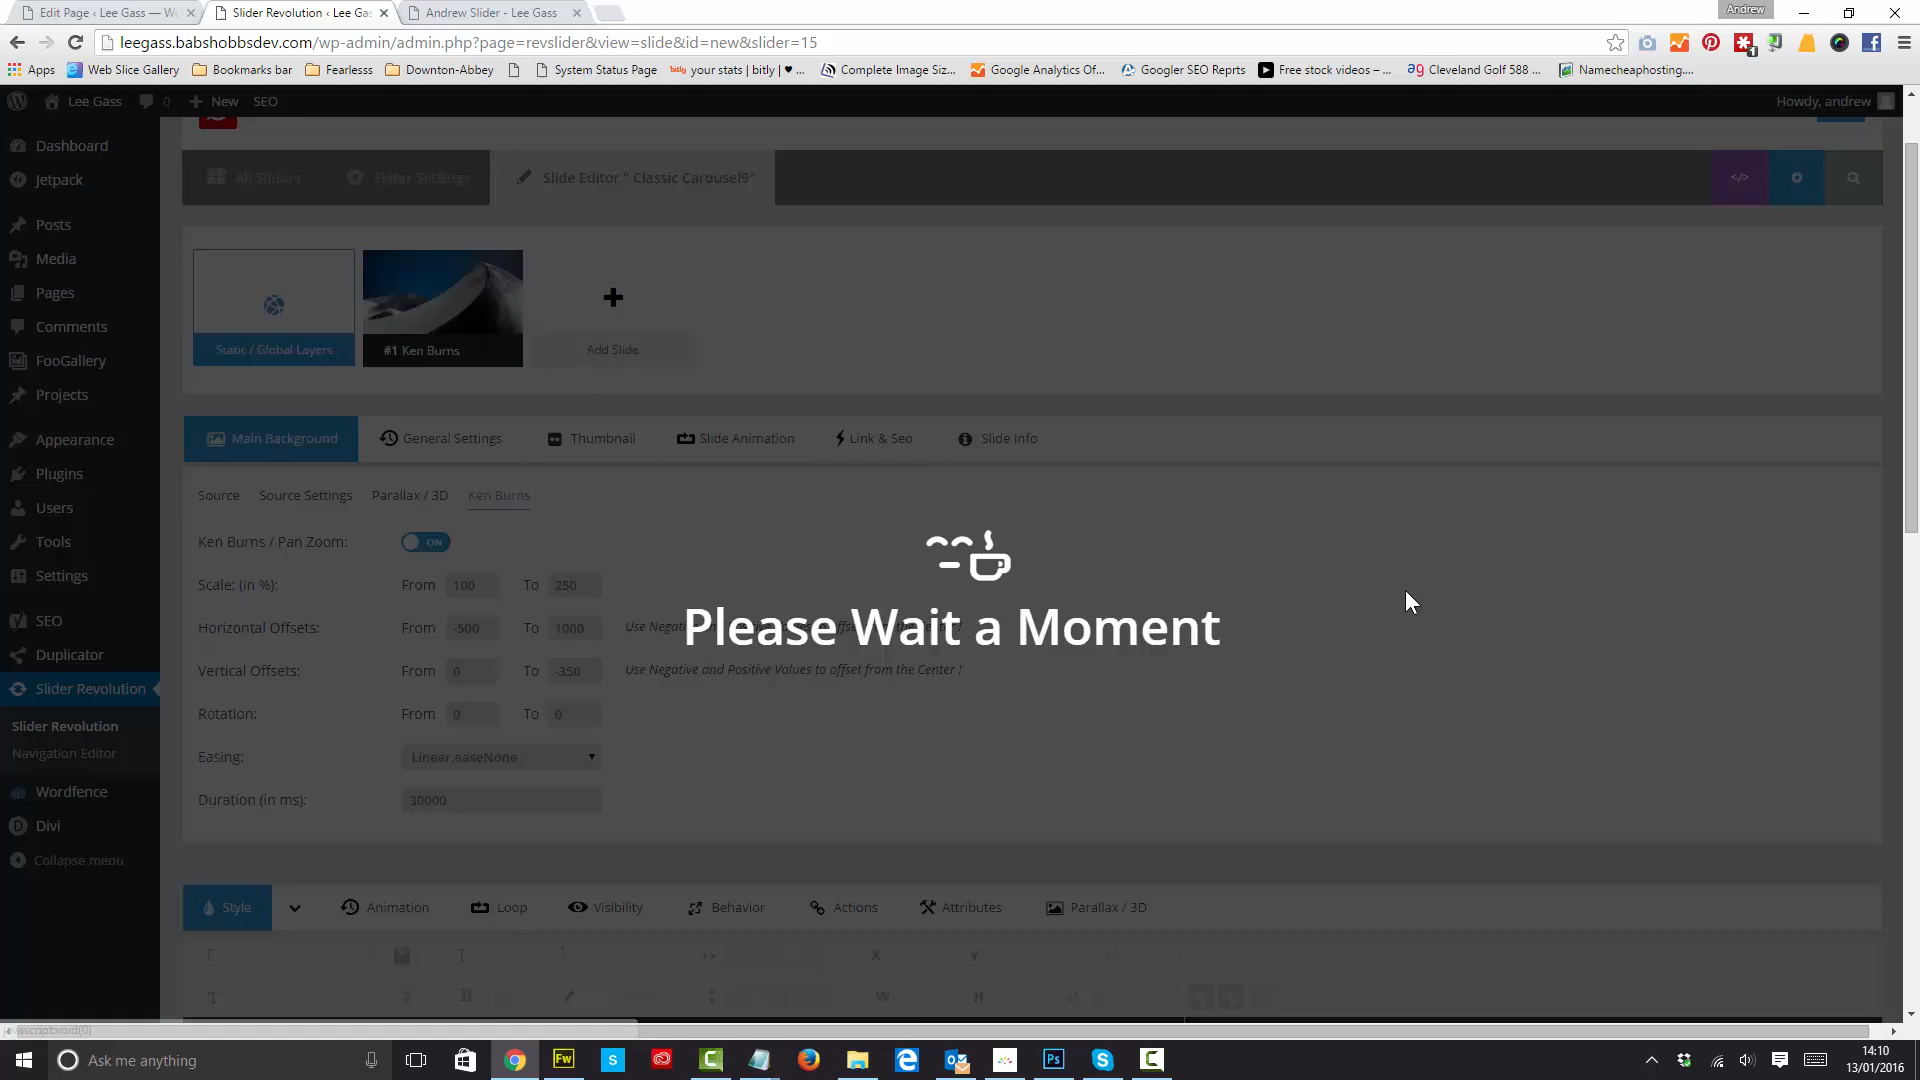 Edit Page ‹ Lee Gass — Wo
Slider Revolution ‹ Lee Gas
Andrew Slider - Lee Gass
Andrew
leegass.babshobbsdev.com/wp-admin/admin.php?page=revslider&view=slide&id=new&slider=15
Apps
Web Slice Gallery
Bookmarks bar
Fearlesss
Downton-Abbey
System Status Page
bitly your stats | bitly | ♥ ...
Complete Image Siz...
Google Analytics Of...
Googler SEO Reprts
Free stock videos – ...
Cleveland Golf 588 ...
Namecheaphosting....
Lee Gass
0
New
SEO
Howdy, andrew
Dashboard
Jetpack
Posts
Media
Pages
Comments
FooGallery
Projects
Appearance
Plugins
Users
Tools
Settings
SEO
Duplicator
Slider Revolution
Slider Revolution
Navigation Editor
Wordfence
Divi
Collapse menu
All Sliders
Slider Settings
Slide Editor " Classic Carousel9"
Static / Global Layers
#1 Ken Burns
Add Slide
Main Background
General Settings
Thumbnail
Slide Animation
Link & Seo
Slide Info
Source
Source Settings
Parallax / 3D
Ken Burns
Ken Burns / Pan Zoom:
ON
Scale: (in %):
From 100 To 250
Horizontal Offsets:
From -500 To 1000
Please Wait a Moment
Vertical Offsets:
From 0 To -350
Use Negative and Positive Values to offset from the Center !
Rotation:
From 0 To 0
Easing:
Linear.easeNone
Duration (in ms):
30000
Style
Animation
Loop
Visibility
Behavior
Actions
Attributes
Parallax / 3D
javascript:void(0)
Ask me anything
14:10
13/01/2016